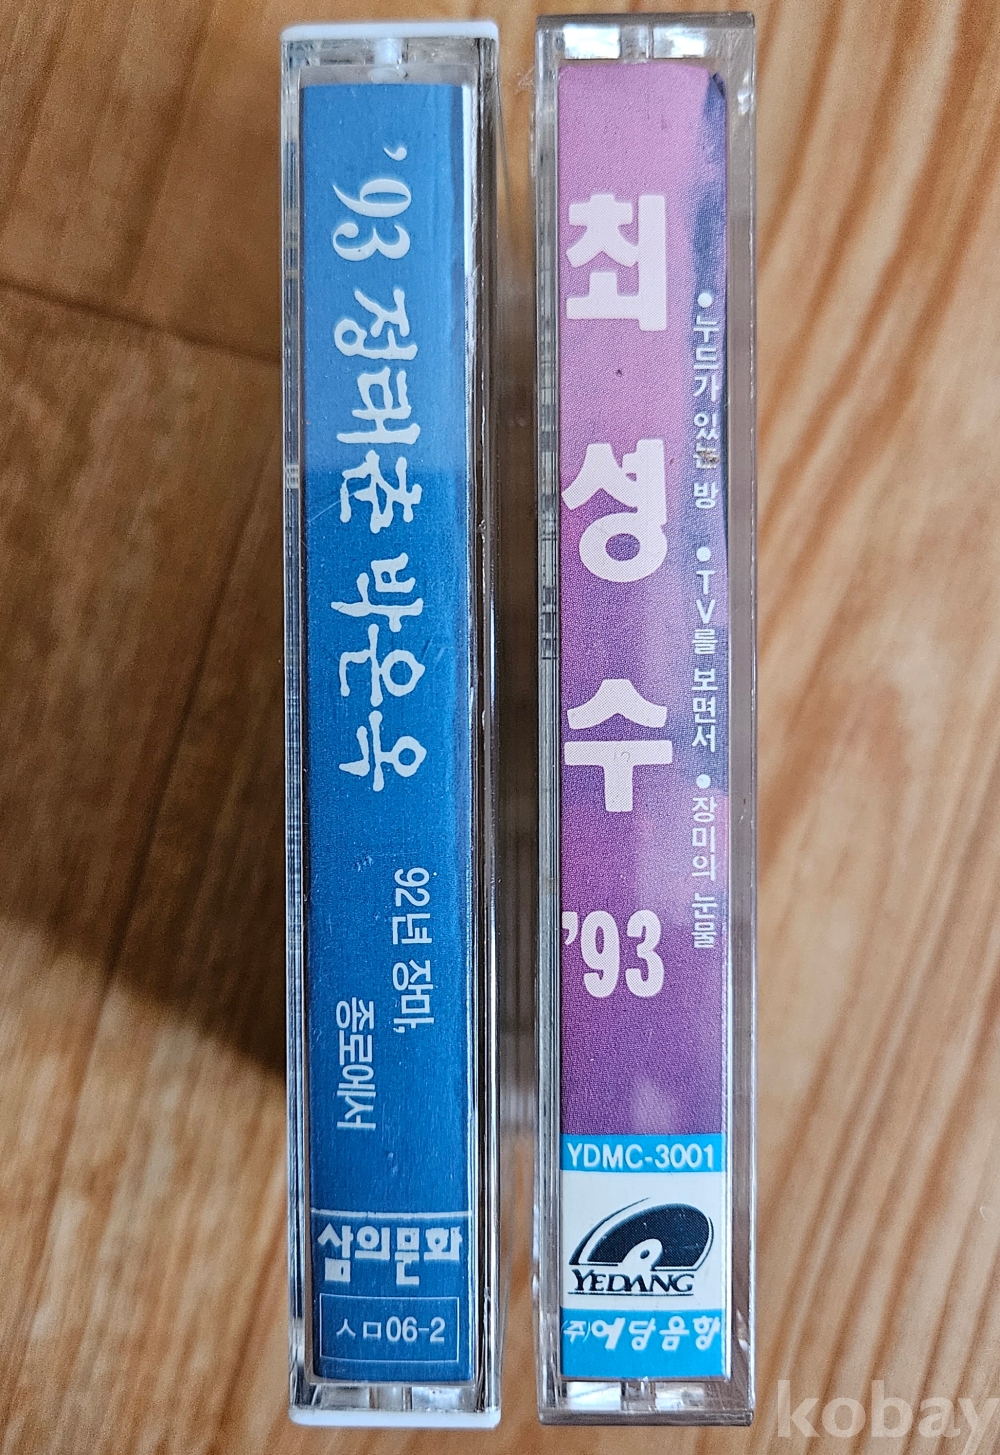 ’93 정태춘 박은옥
92년 장마,
종로에서
삶의문화
ㅅㅁ06-2
최성수
’93
●누드가 있는 방 ●TV를 보면서 ●장미의 눈물
YDMC-3001
YEDANG
(주)예당음향
kobay